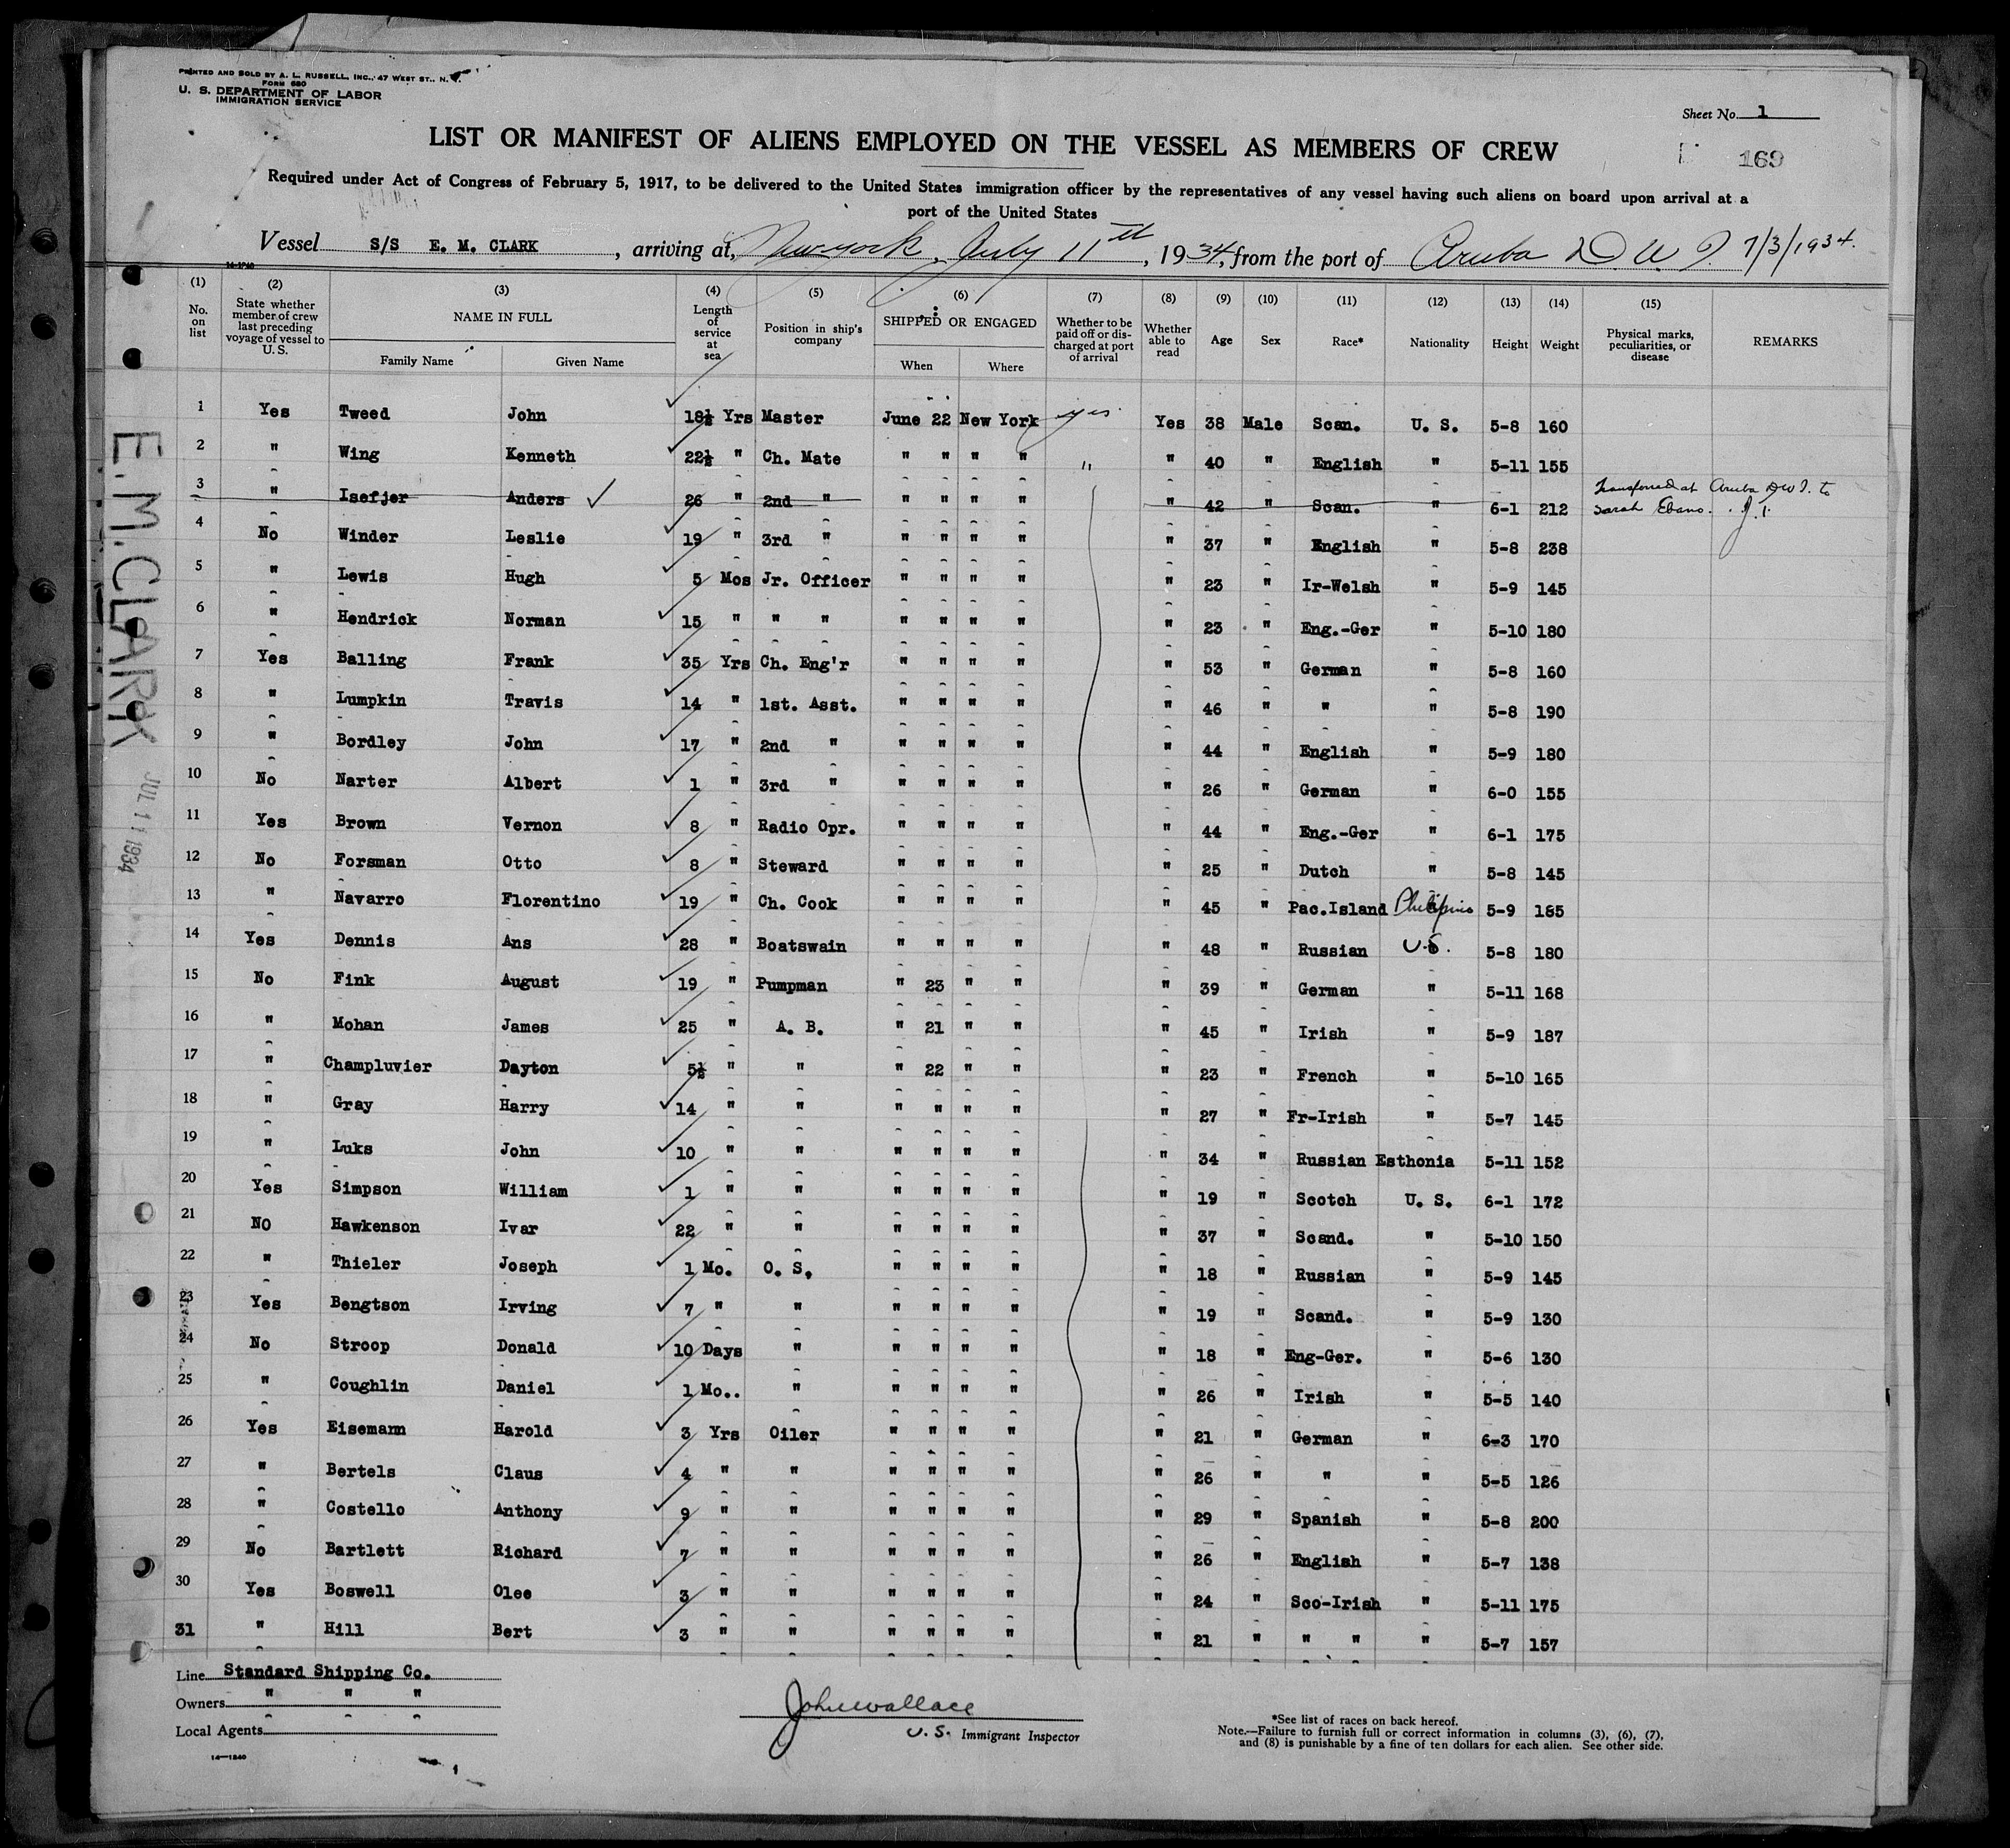 PRINTED AND SOLD BY A. L. RUSSELL, INC., 47 WEST ST., N. Y.
FORM 680
U. S. DEPARTMENT OF LABOR
IMMIGRATION SERVICE
Sheet No. 1
LIST OR MANIFEST OF ALIENS EMPLOYED ON THE VESSEL AS MEMBERS OF CREW
169
Required under Act of Congress of February 5, 1917, to be delivered to the United States immigration officer by the representatives of any vessel having such aliens on board upon arrival at a
port of the United States
Vessel S/S E. M. CLARK, arriving at, New York, July 11th, 1934, from the port of Aruba D W I. 7/3/1934.
14-1240
(1) (2) (3) (4) (5) (6) (7) (8) (9) (10) (11) (12) (13) (14) (15)
No. on list
State whether member of crew last preceding voyage of vessel to U. S.
NAME IN FULL
Family Name Given Name
Length of service at sea
Position in ship's company
SHIPPED OR ENGAGED
When Where
Whether to be paid off or discharged at port of arrival
Whether able to read
Age Sex Race* Nationality Height Weight
Physical marks, peculiarities, or disease
REMARKS
1 Yes Tweed John 18½ Yrs Master June 22 New York yes. Yes 38 Male Scan. U. S. 5-8 160
2 " Wing Kenneth 22½ " Ch. Mate " " " " " " 40 " English " 5-11 155
3 " Isefjer Anders 26 " 2nd " " " " " " 42 " Scan. " 6-1 212 Transferred at Aruba D W I. to
Sarah Ebans. J.T.
4 No Winder Leslie 19 " 3rd " " " " " " 37 " English " 5-8 238
5 " Lewis Hugh 5 Mos Jr. Officer " " " " " 23 " Ir-Welsh " 5-9 145
6 " Hendrick Norman 15 " " " " " " " " 23 " Eng.-Ger " 5-10 180
7 Yes Balling Frank 35 Yrs Ch. Eng'r " " " " " 53 " German " 5-8 160
8 " Lumpkin Travis 14 " 1st. Asst. " " " " " 46 " " " 5-8 190
9 " Bordley John 17 " 2nd " " " " " " 44 " English " 5-9 180
10 No Narter Albert 1 " 3rd " " " " " " 26 " German " 6-0 155
11 Yes Brown Vernon 8 " Radio Opr. " " " " " 44 " Eng.-Ger " 6-1 175
12 No Forsman Otto 8 " Steward " " " " " 25 " Dutch " 5-8 145
13 " Navarro Florentino 19 " Ch. Cook " " " " " 45 " Pac.Island Philipino 5-9 165
14 Yes Dennis Ans 28 " Boatswain " " " " " 48 " Russian U.S. 5-8 180
15 No Fink August 19 " Pumpman " 23 " " " 39 " German " 5-11 168
16 " Mohan James 25 " A. B. " 21 " " " 45 " Irish " 5-9 187
17 " Champluvier Dayton 5½ " " " 22 " " " 23 " French " 5-10 165
18 " Gray Harry 14 " " " " " " " 27 " Fr-Irish " 5-7 145
19 " Luks John 10 " " " " " " " 34 " Russian Esthonia 5-11 152
20 Yes Simpson William 1 " " " " " " " 19 " Scotch U. S. 6-1 172
21 NO Hawkenson Ivar 22 " " " " " " " 37 " Scand. " 5-10 150
22 " Thieler Joseph 1 Mo. O. S. " " " " " 18 " Russian " 5-9 145
23 Yes Bengtson Irving 7 " " " " " " " 19 " Scand. " 5-9 130
24 No Stroop Donald 10 Days " " " " " " 18 " Eng-Ger. " 5-6 130
25 " Coughlin Daniel 1 Mo.. " " " " " " 26 " Irish " 5-5 140
26 Yes Eisemann Harold 3 Yrs Oiler " " " " " 21 " German " 6-3 170
27 " Bertels Claus 4 " " " " " " " 26 " " " 5-5 126
28 " Costello Anthony 9 " " " " " " " 29 " Spanish " 5-8 200
29 No Bartlett Richard 7 " " " " " " " 26 " English " 5-7 138
30 Yes Boswell Olee 3 " " " " " " " 24 " Sco-Irish " 5-11 175
31 " Hill Bert 3 " " " " " " " 21 " " " " 5-7 157
E. M. CLARK
JUL 11 1934
Line Standard Shipping Co.
Owners " " "
Local Agents
14—1240
John Wallace
U. S. Immigrant Inspector
*See list of races on back hereof.
Note.—Failure to furnish full or correct information in columns (3), (6), (7),
and (8) is punishable by a fine of ten dollars for each alien. See other side.